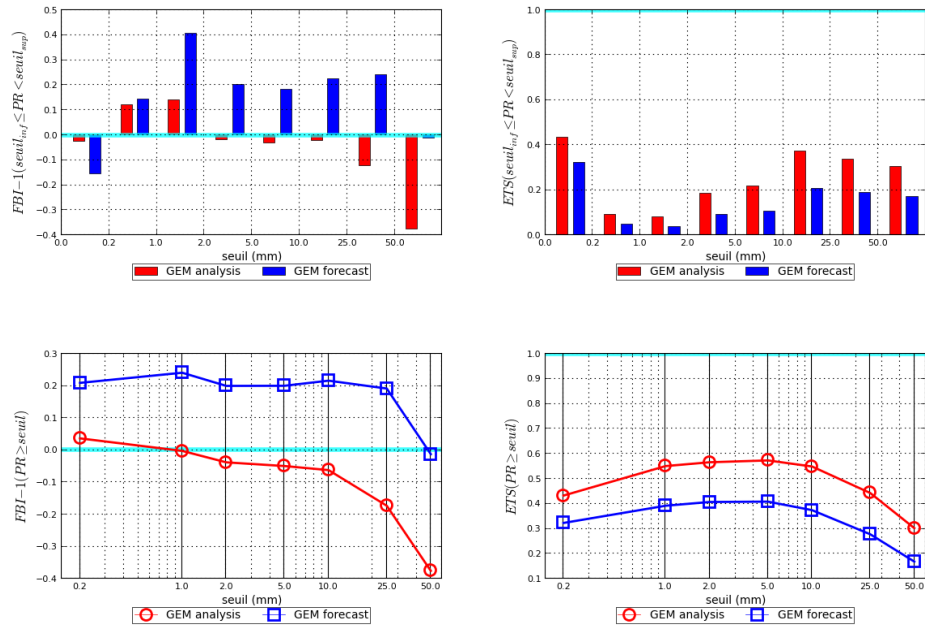 0.5
0.4
0.3
0.2
0.1
0.0
−0.1
−0.2
−0.3
−0.4
FBI−1(seuil_inf ≤ PR < seuil_sup)
0.0 0.2 1.0 2.0 5.0 10.0 25.0 50.0
seuil (mm)
GEM analysis GEM forecast
1.0
0.8
0.6
0.4
0.2
0.0
ETS(seuil_inf ≤ PR < seuil_sup)
0.0 0.2 1.0 2.0 5.0 10.0 25.0 50.0
seuil (mm)
GEM analysis GEM forecast
0.3
0.2
0.1
0.0
−0.1
−0.2
−0.3
−0.4
FBI−1(PR ≥ seuil)
0.2 1.0 2.0 5.0 10.0 25.0 50.0
seuil (mm)
GEM analysis GEM forecast
1.0
0.9
0.8
0.7
0.6
0.5
0.4
0.3
0.2
0.1
ETS(PR ≥ seuil)
0.2 1.0 2.0 5.0 10.0 25.0 50.0
seuil (mm)
GEM analysis GEM forecast